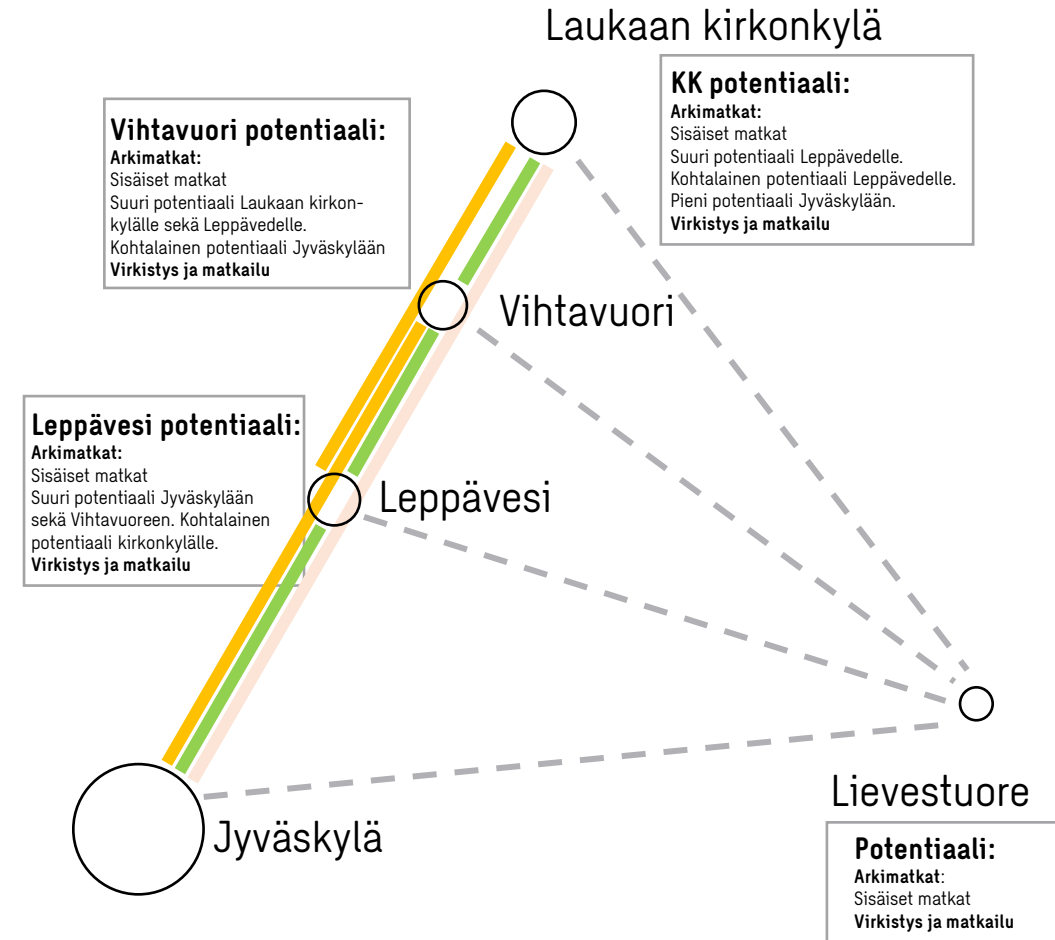 Laukaan kirkonkylä
KK potentiaali:
Arkimatkat:
Sisäiset matkat
Suuri potentiaali Leppävedelle.
Kohtalainen potentiaali Leppävedelle.
Pieni potentiaali Jyväskylään.
Virkistys ja matkailu
Vihtavuori potentiaali:
Arkimatkat:
Sisäiset matkat
Suuri potentiaali Laukaan kirkon-
kylälle sekä Leppävedelle.
Kohtalainen potentiaali Jyväskylään
Virkistys ja matkailu
Vihtavuori
Leppävesi potentiaali:
Arkimatkat:
Sisäiset matkat
Suuri potentiaali Jyväskylään
sekä Vihtavuoreen. Kohtalainen
potentiaali kirkonkylälle.
Virkistys ja matkailu
Leppävesi
Jyväskylä
Lievestuore
Potentiaali:
Arkimatkat:
Sisäiset matkat
Virkistys ja matkailu